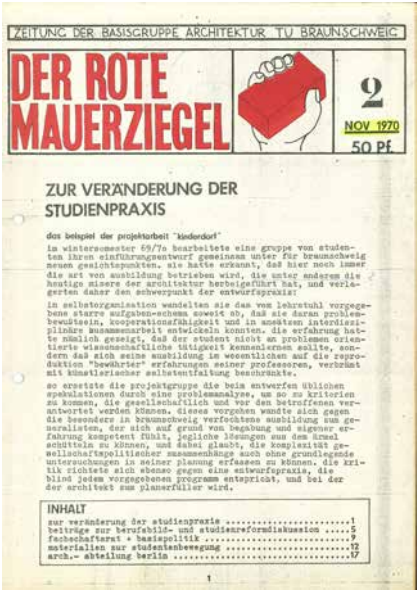 ZEITUNG DER BASISGRUPPE ARCHITEKTUR TU BRAUNSCHWEIG
DER ROTE
MAUERZIEGEL
2
NOV 1970
50 Pf.
ZUR VERÄNDERUNG DER
STUDIENPRAXIS
das beispiel der projektarbeit "kinderdorf"
im wintersemester 69/70 bearbeitete eine gruppe von studen-
ten ihren einführungsentwurf gemeinsam unter für braunschweig
neuen gesichtspunkten. sie hatte erkannt, daß hier noch immer
die art von ausbildung betrieben wird, die unter anderem die
heutige misere der architektur herbeigeführt hat, und verla-
gerten daher den schwerpunkt der entwurfspraxis:
in selbstorganisation wandelten sie das vom lehrstuhl vorgege-
bene starre aufgaben-schema soweit ob, daß sie daran problem-
bewußtsein, kooperationsfähigkeit und in ansätzen interdiszi-
plinäre zusammenarbeit entwickeln konnten. die erfahrung hat-
te nämlich gezeigt, daß der student nicht an problemen orien-
tierte wissenschaftliche tätigkeit kennenlernen sollte, son-
dern daß sich seine ausbildung im wesentlichen auf die repro-
duktion "bewährter" erfahrungen seiner professoren, verbrämt
mit künstlerischer selbstentfaltung beschränkte.
so ersetzte die projektgruppe die beim entwerfen üblichen
spekulationen durch eine problemanalyse, um so zu kriterien
zu kommen, die gesellschaftlich und vor den betroffenen ver-
antwortet werden können. dieses vorgehen wandte sich gegen
die besonders in braunschweig verfochtene ausbildung zum ge-
neralisten, der sich auf grund von begabung und eigener er-
fahrung kompetent fühlt, jegliche lösungen aus dem ärmel
schütteln zu können, und dabei glaubt, die komplexität ge-
sellschaftspolitischer zusammenhänge auch ohne grundlegende
untersuchungen in seiner planung erfassen zu können. die kri-
tik richtete sich ebenso gegen eine entwurfspraxis, die
blind jedem vorgegebenen programm entspricht, und bei der
der architekt zum planerfüller wird.
INHALT
zur veränderung der studienpraxis ..................1
beiträge zur berufsbild- und studienreformdiskussion .....5
fachschaftsrat + basispolitik ..................9
materialien zur studentenbewegung ..................12
arch.- abteilung berlin ..................17
1